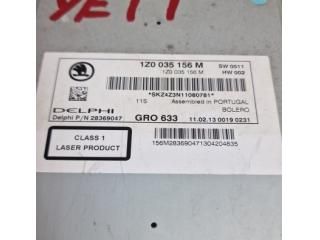 YETI
1Z0 035 156 M SW 0511
1Z0 035 156 M HW 002
*SKZ4Z3N11080781*
11S Assembled in PORTUGAL
DELPHI BOLERO
Delphi P/N 28369047 GRO 633 11.02.13 0019 0231
CLASS 1
LASER PRODUCT
156M283690471304204835